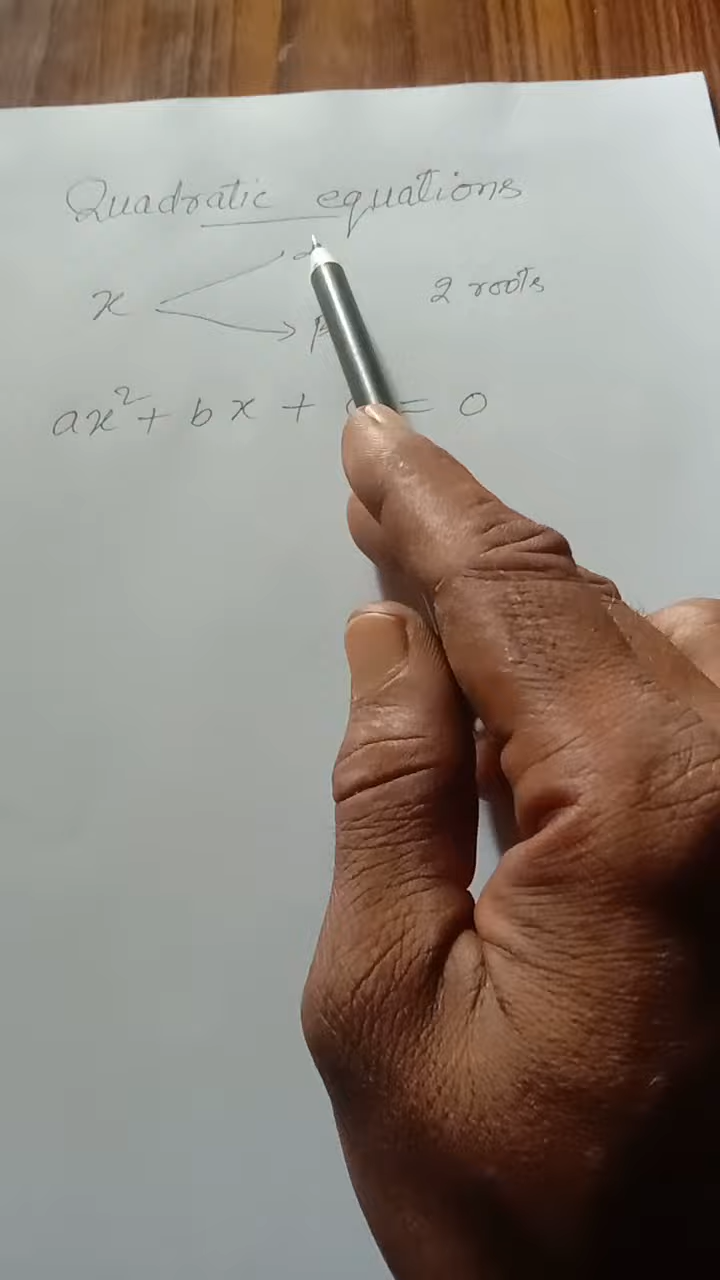 Quadratic equations
x 2 roots
ax² + bx + = 0